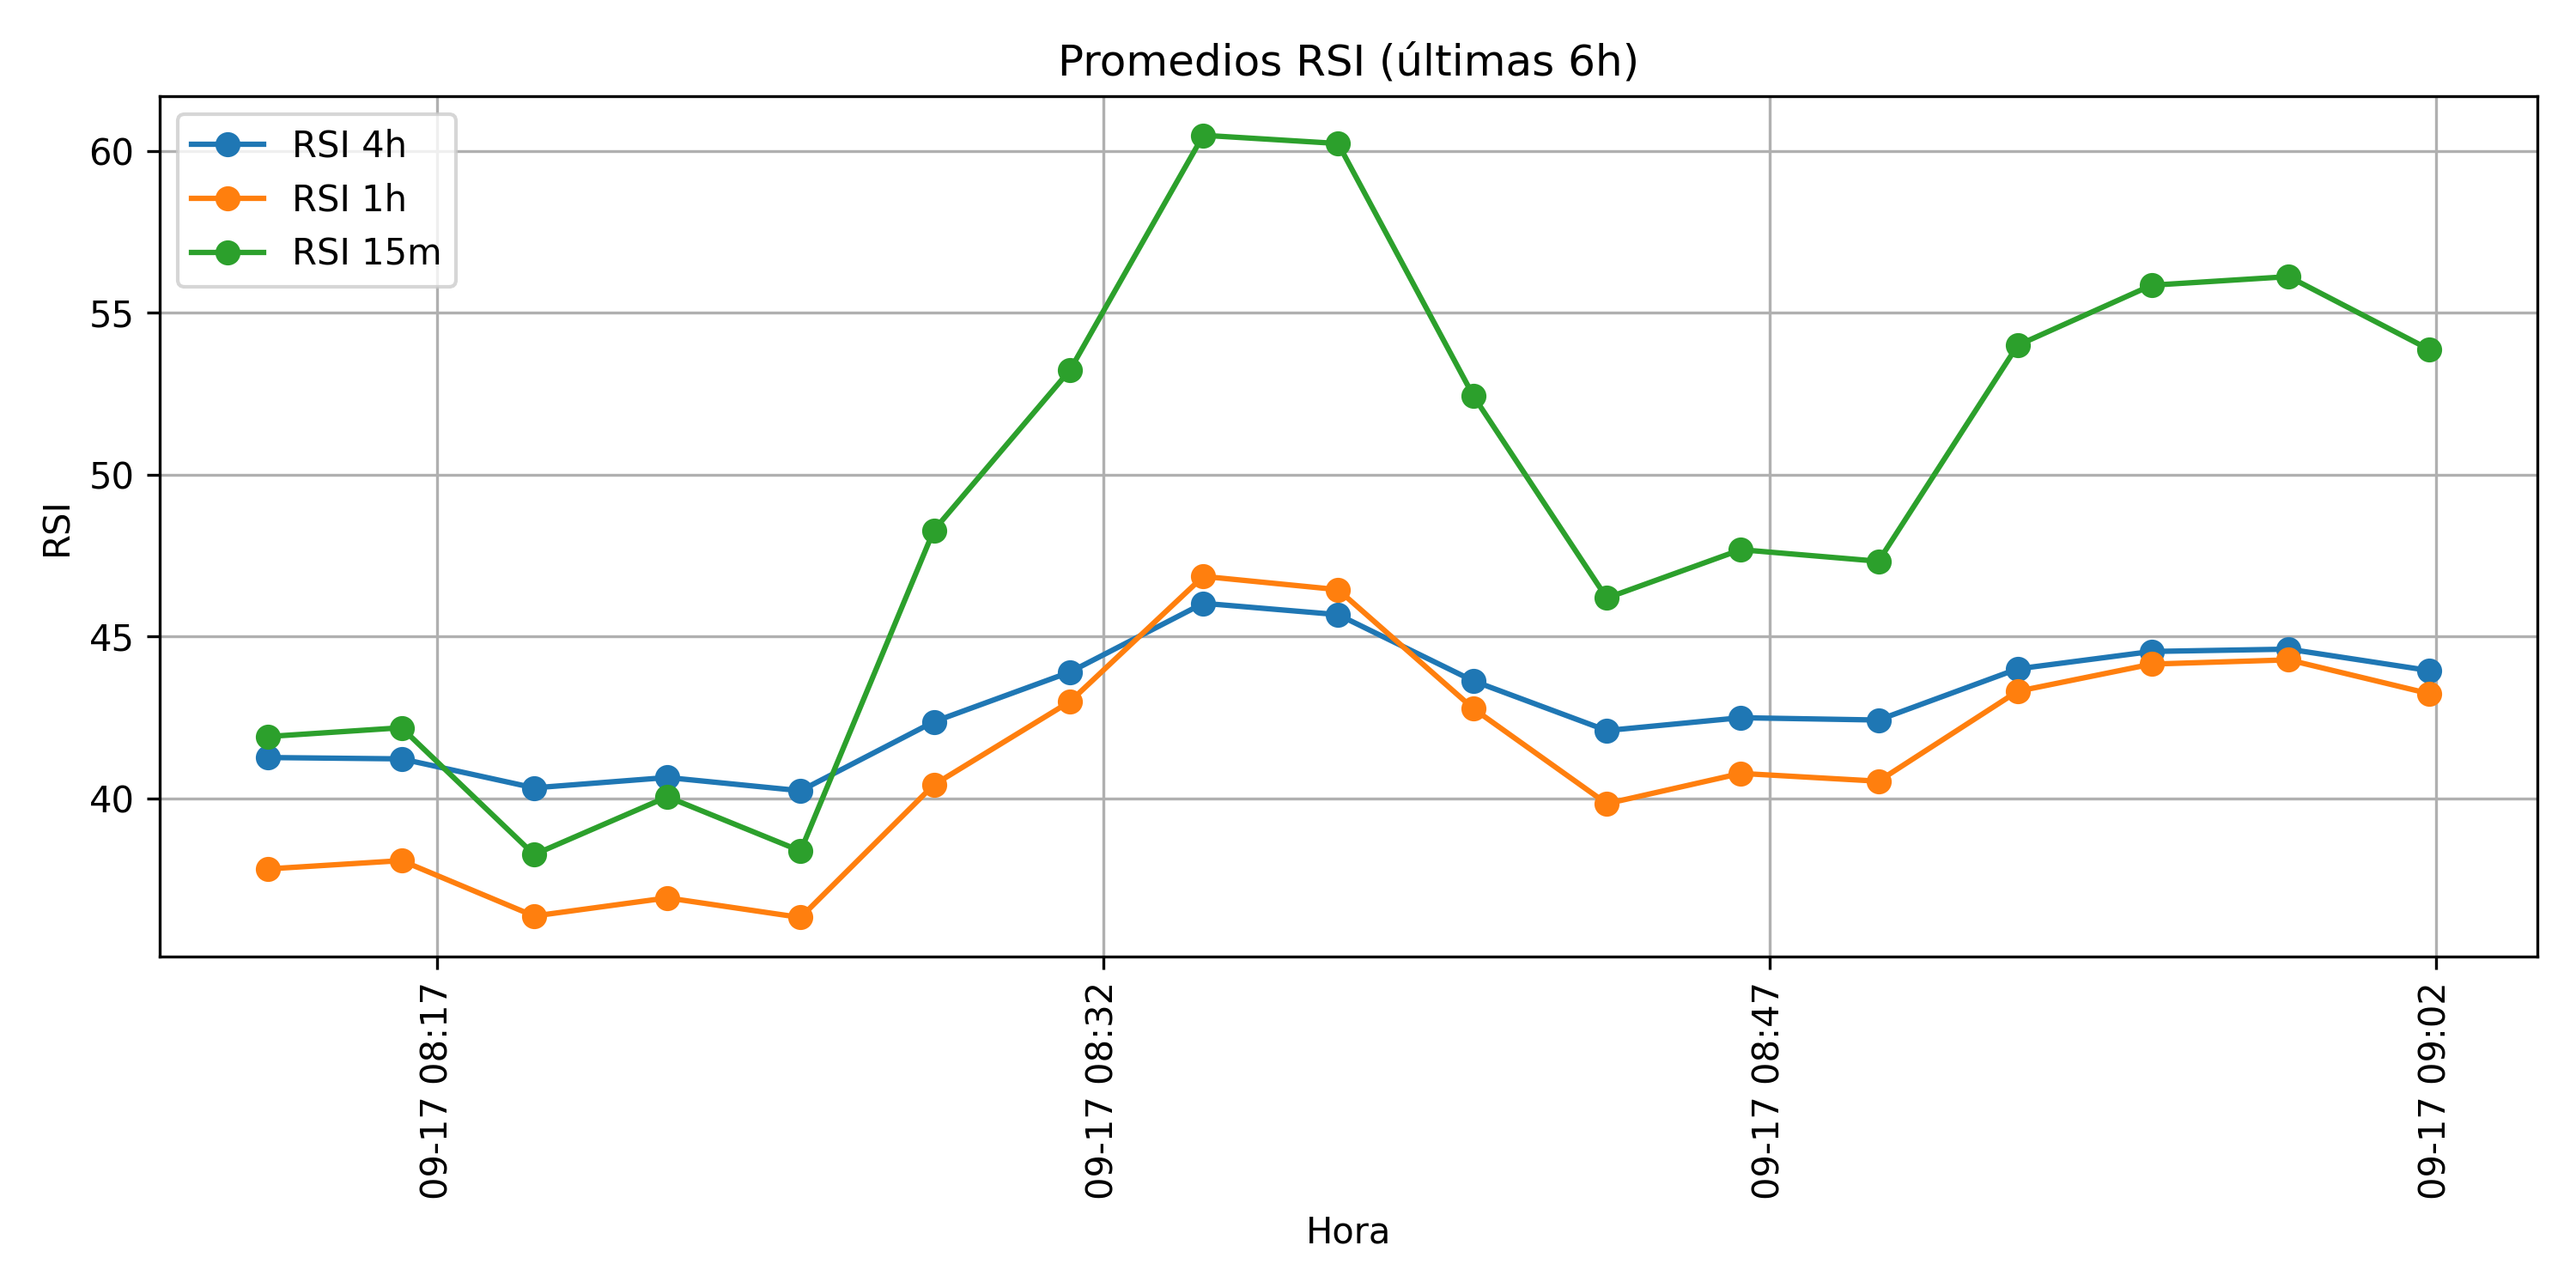 Promedios RSI (últimas 6h)
RSI 4h
RSI 1h
RSI 15m
60
55
50
45
40
RSI
09-17 08:17
09-17 08:32
09-17 08:47
09-17 09:02
Hora